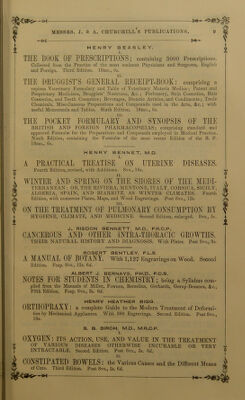 MESSRS. J. & A. CHURCHILL'S PUBLICATIONS. 9
HENRY BEASLEY.
I.
THE BOOK OF PRESCRIPTIONS; containing 3000 Prescriptions.
Collected from the Practice of the most eminent Physicians and Surgeons, English
and Foreign. Third Edition. 18mo., 6s.
II.
THE DRUGGIST'S GENERAL RECEIPT-BOOK: comprising a
copious Veterinary Formulary and Table of Veterinary Materia Medica; Patent and
Proprietary Medicines, Druggists' Nostrums, &c.; Perfumery, Skin Cosmetics, Hair
Cosmetics, and Teeth Cosmetics; Beverages, Dietetic Articles, and Condiments; Trade
Chemicals, Miscellaneous Preparations and Compounds used in the Arts, &c.; with
useful Memoranda and Tables. Edition. 18mo., 6s.
III.
THE POCKET FORMULARY AND SYNOPSIS OF THE
BRITISH AND FOREIGN PHARMACOPŒIAS; comprising standard and
approved Formulæ for the Preparations and Compounds employed in Medical Practice.
Edition, of the most recent Edition of the B. P.
18mo., 6s.
HENRY BENNET, M.D.
I.
A PRACTICAL TREATISE ON UTERINE DISEASES.
Fourth Edition, revised, with Additions. 8vo., 16s.
II.
WINTER AND SPRING ON THE SHORES OF THE MEDI-
TERRANEAN: OR, THE RIVIERA, MENTONE, ITALY, CORSICA, SICILY,
ALGERIA, SPAIN, AND BIARRITZ, AS WINTER CLIMATES. Fourth
Edition, with numerous Plates, Maps, and Wood Engravings. Post 8vo., 12s.
III.
ON THE TREATMENT OF PULMONARY CONSUMPTION BY
HYGIENE, CLIMATE, AND MEDICINE. Second Edition, enlarged. 8vo., 5s.
J. RISDON BENNETT, M.D., F.R.C.P.
CANCEROUS AND OTHER INTRA-THORACIC GROWTHS.
THEIR NATURAL HISTORY AND DIAGNOSIS. With Plates. Post 8vo., 8s.
ROBERT BENTLEY, F.L.S.
A MANUAL OF BOTANY. With 1,127 Engravings on Wood. Second
Edition. Fcap. 8vo., 12s. 6d.
ALBERT J. BERNAYS, PH.D., F.C.S.
NOTES FOR STUDENTS IN CHEMISTRY; being a Syllabus com-
piled from the Manuals of Miller, Fownes, Berzelius, Gerhardt, Gorup-Besanez, &c.
Fifth Edition. Fcap. 8vo., 3s. 6d.
HENRY HEATHER BIGG.
ORTHOPRAXY: a complete Guide to the Modern Treatment of Deformi-
ties by Mechanical Appliances. With 300 Engravings. Second Edition. Post 8vo.,
10s.
S. B. BIRCH, M.D., M.R.C.P.
I.
OXYGEN: ITS ACTION, USE, AND VALUE IN THE TREATMENT
OF VARIOUS DISEASES OTHERWISE INCURABLE OR VERY
INTRACTABLE. Second Edition. Post 8vo., 3s. 6d.
II.
CONSTIPATED BOWELS: the Various Causes and the Different Means
of Cure. Third Edition. Post 8vo., 3s. 6d.